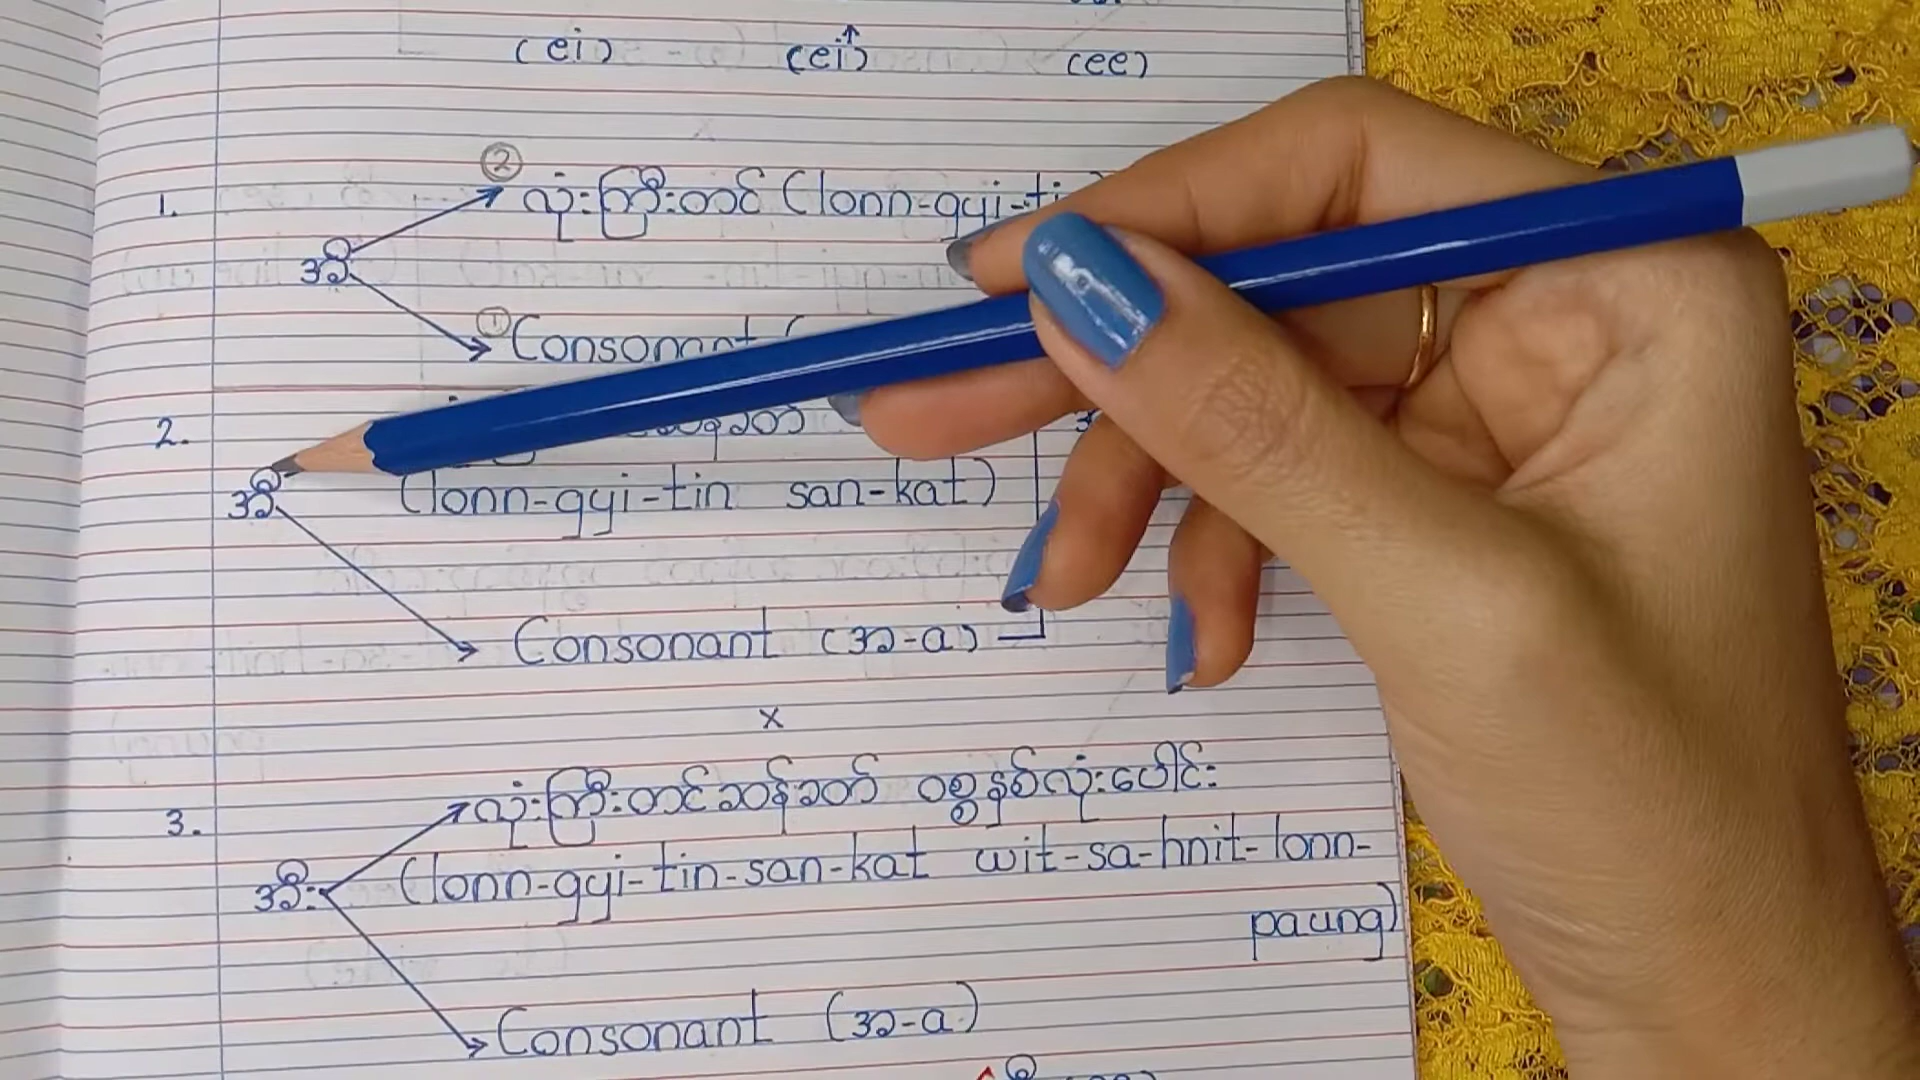 (ei) (ei) (ee)
1.
② လုံးကြီးတင် (lonn-gyi-
အိ
① Consonant (
2.
အီ
(lonn-gyi-tin san-kat)
Consonant (အ-a)
x
3.
လုံးကြီးတင်ဆန်ခတ် ဝစ္စနှစ်လုံးပေါင်း
အီး
(lonn-gyi-tin-san-kat wit-sa-hnit-lonn-
paung)
Consonant (အ-a)